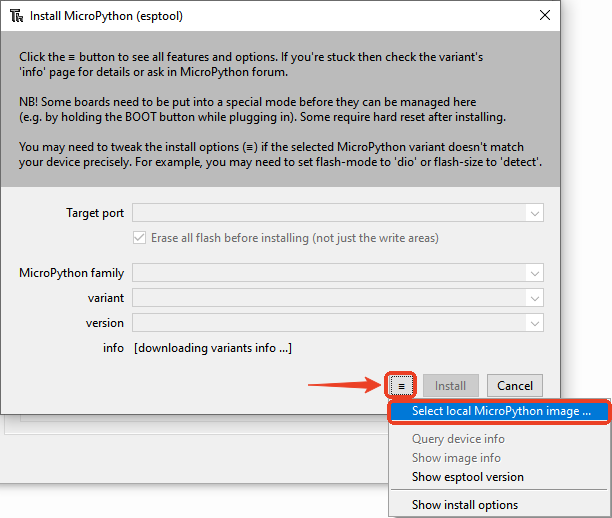 Install MicroPython (esptool)
Click the ≡ button to see all features and options. If you're stuck then check the variant's
'info' page for details or ask in MicroPython forum.
NB! Some boards need to be put into a special mode before they can be managed here
(e.g. by holding the BOOT button while plugging in). Some require hard reset after installing.
You may need to tweak the install options (≡) if the selected MicroPython variant doesn't match
your device precisely. For example, you may need to set flash-mode to 'dio' or flash-size to 'detect'.
Target port
Erase all flash before installing (not just the write areas)
MicroPython family
variant
version
info [downloading variants info ...]
≡ Install Cancel
Select local MicroPython image ...
Query device info
Show image info
Show esptool version
Show install options